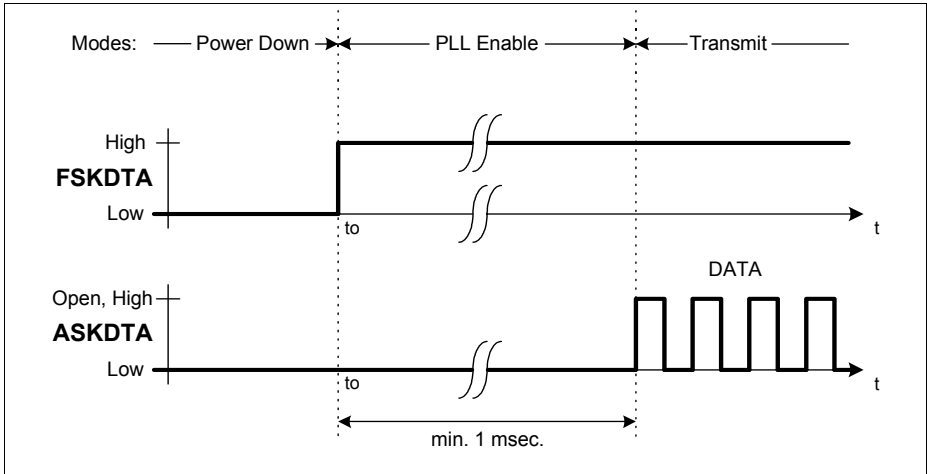 Modes: Power Down PLL Enable Transmit
High
FSKDTA
Low
to
t
DATA
Open, High
ASKDTA
Low
to
t
min. 1 msec.